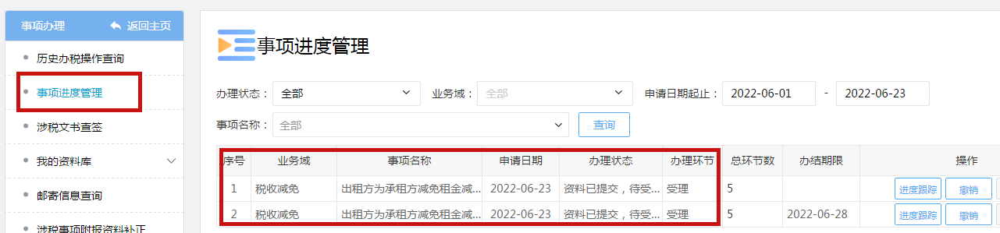 事项办理 返回主页
历史办税操作查询
事项进度管理
涉税文书查签
我的资料库
邮寄信息查询
涉税事项附报资料补正
事项进度管理
办理状态： 全部 业务域： 全部 申请日期起止： 2022-06-01 - 2022-06-23
事项名称： 全部 查询
序号 业务域 事项名称 申请日期 办理状态 办理环节 总环节数 办结期限 操作
1 税收减免 出租方为承租方减免租金减... 2022-06-23 资料已提交，待受... 受理 5 进度跟踪 撤销
2 税收减免 出租方为承租方减免租金减... 2022-06-23 资料已提交，待受... 受理 5 2022-06-28 进度跟踪 撤销